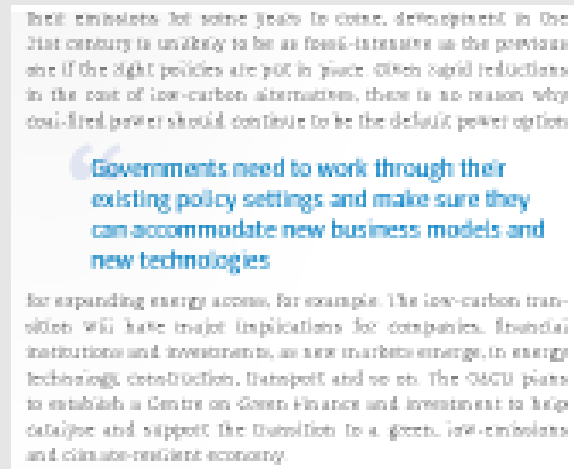 their emissions for some years to come, development in the
21st century is unlikely to be as fossil-intensive as the previous
one if the right policies are put in place. Given rapid reductions
in the cost of low-carbon alternatives, there is no reason why
coal-fired power should continue to be the default power option
“
Governments need to work through their
existing policy settings and make sure they
can accommodate new business models and
new technologies
for expanding energy access, for example. The low-carbon tran-
sition will have major implications for companies, financial
institutions and investments, as new markets emerge, in energy
technology, construction, transport and so on. The OECD plans
to establish a Centre on Green Finance and Investment to help
catalyse and support the transition to a green, low-emissions
and climate-resilient economy.